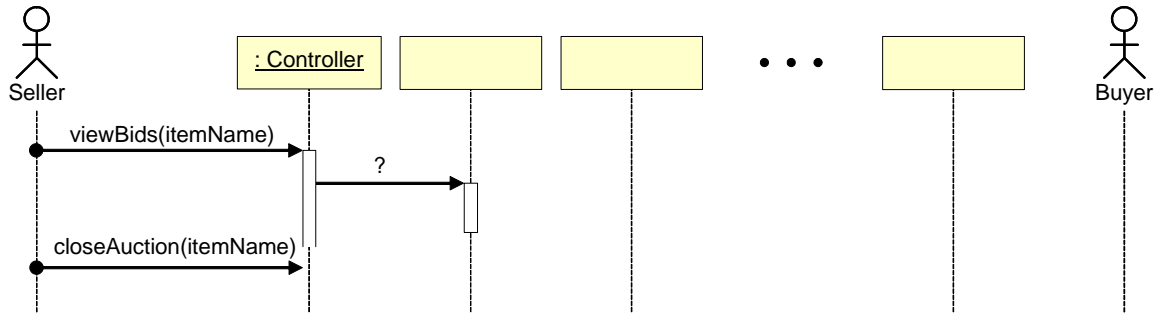 : Controller
Seller
Buyer
viewBids(itemName)
?
closeAuction(itemName)